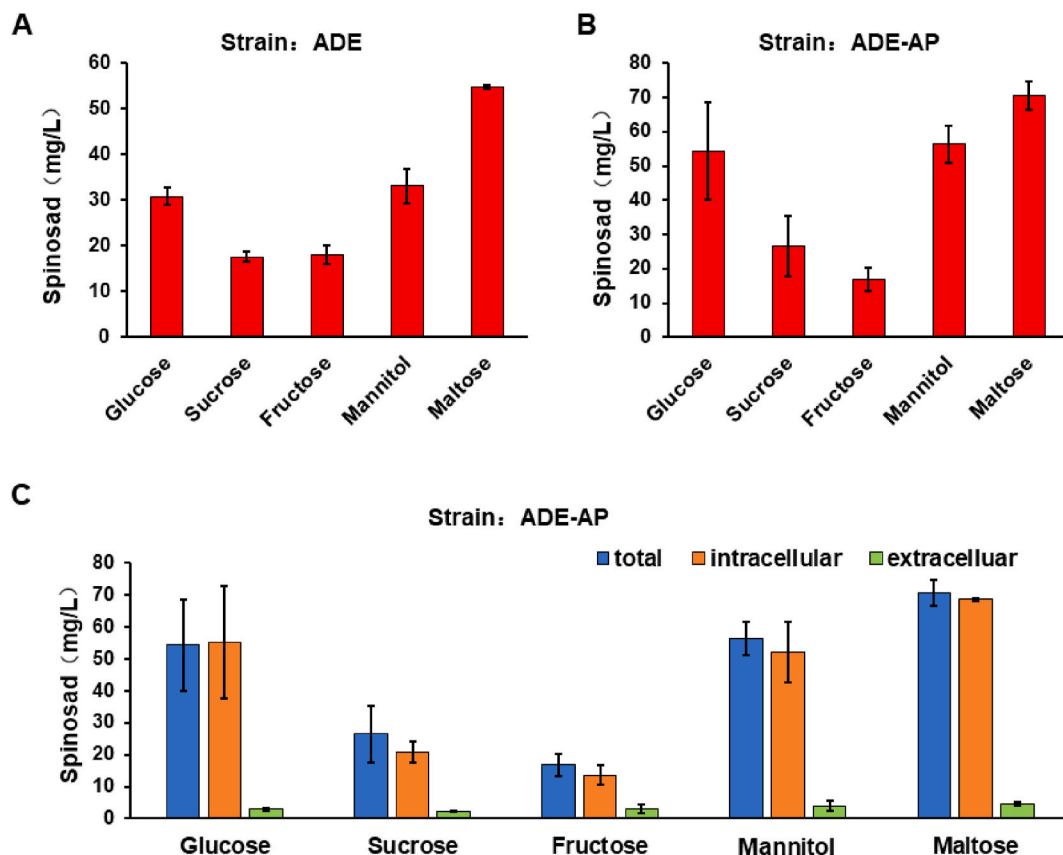 A
B
Strain：ADE
Strain：ADE-AP
Spinosad（mg/L）
60
50
40
30
20
10
0
Glucose
Sucrose
Fructose
Mannitol
Maltose
Spinosad（mg/L）
80
70
60
50
40
30
20
10
0
Glucose
Sucrose
Fructose
Mannitol
Maltose
C
Strain：ADE-AP
total intracellular extracelluar
Spinosad（mg/L）
80
70
60
50
40
30
20
10
0
Glucose Sucrose Fructose Mannitol Maltose